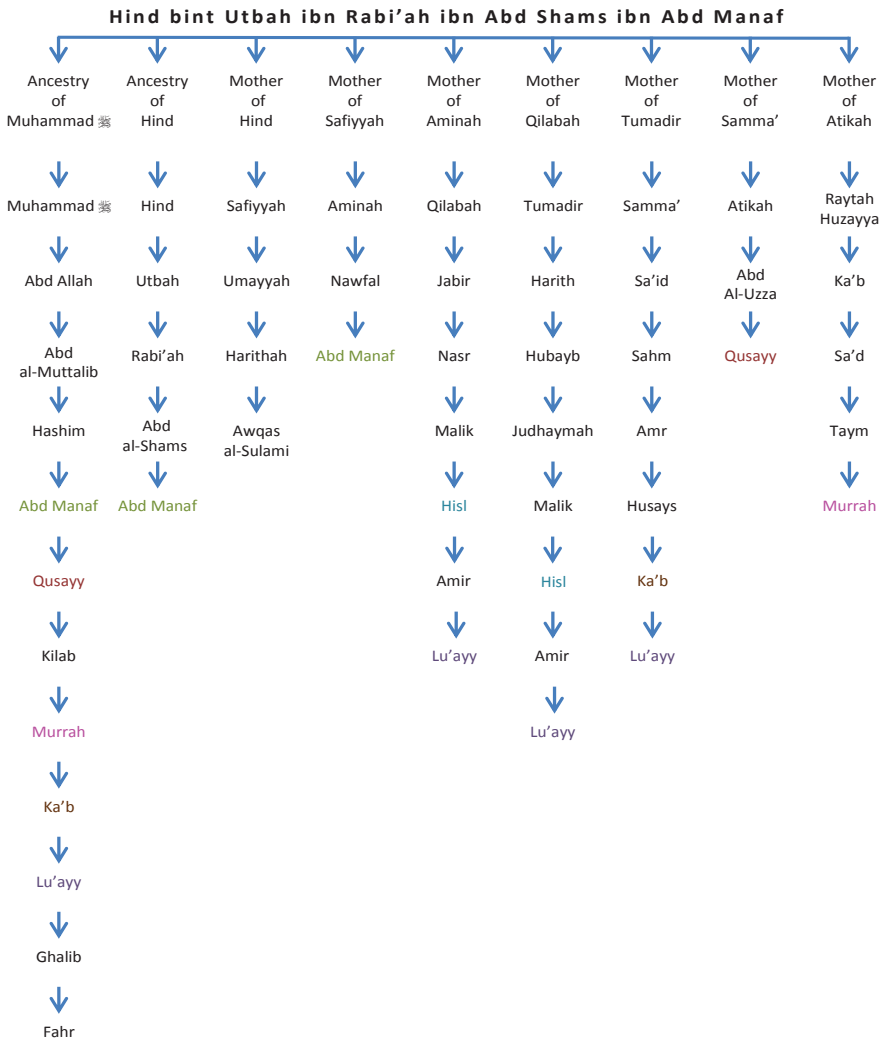 Hind bint Utbah ibn Rabi’ah ibn Abd Shams ibn Abd Manaf
Ancestry
of
Muhammad ﷺ
Muhammad ﷺ
Abd Allah
Abd
al-Muttalib
Hashim
Abd Manaf
Qusayy
Kilab
Murrah
Ka’b
Lu’ayy
Ghalib
Fahr
Ancestry
of
Hind
Hind
Utbah
Rabi’ah
Abd
al-Shams
Abd Manaf
Mother
of
Hind
Safiyyah
Umayyah
Harithah
Awqas
al-Sulami
Mother
of
Safiyyah
Aminah
Nawfal
Abd Manaf
Mother
of
Aminah
Qilabah
Jabir
Nasr
Malik
Hisl
Amir
Lu’ayy
Mother
of
Qilabah
Tumadir
Harith
Hubayb
Judhaymah
Malik
Hisl
Amir
Lu’ayy
Mother
of
Tumadir
Samma’
Sa’id
Sahm
Amr
Husays
Ka’b
Lu’ayy
Mother
of
Samma’
Atikah
Abd
Al-Uzza
Qusayy
Mother
of
Atikah
Raytah
Huzayya
Ka’b
Sa’d
Taym
Murrah